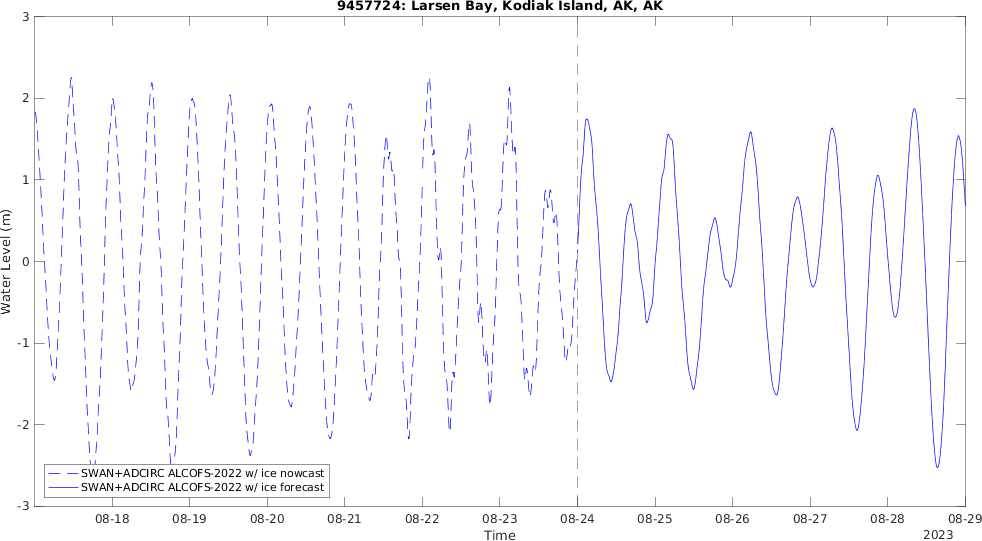 9457724: Larsen Bay, Kodiak Island, AK, AK
Water Level (m)
3
2
1
0
-1
-2
-3
SWAN+ADCIRC ALCOFS-2022 w/ ice nowcast
SWAN+ADCIRC ALCOFS-2022 w/ ice forecast
08-18 08-19 08-20 08-21 08-22 08-23 08-24 08-25 08-26 08-27 08-28 08-29
Time
2023